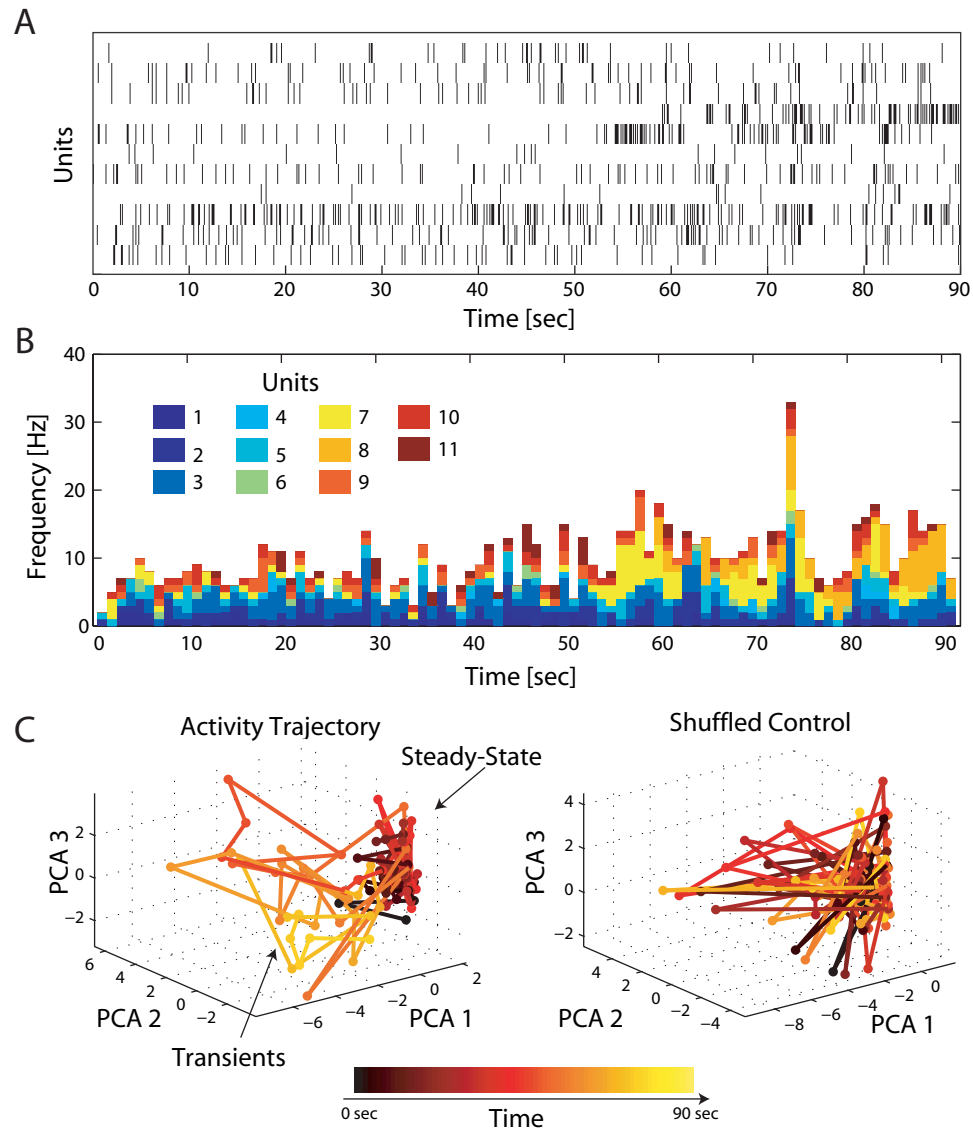 A
Units
0 10 20 30 40 50 60 70 80 90
Time [sec]
B
40
30
20
10
0
Frequency [Hz]
Units
1 4 7 10
2 5 8 11
3 6 9
0 10 20 30 40 50 60 70 80 90
Time [sec]
C
Activity Trajectory
Steady-State
Shuffled Control
PCA 3
2
0
−2
6
4
2
0
−2
PCA 2
−6
−4
−2
0
2
PCA 1
Transients
PCA 3
4
2
0
−2
4
2
0
−2
−4
PCA 2
−8
−6
−4
−2
0
PCA 1
0 sec
Time
90 sec